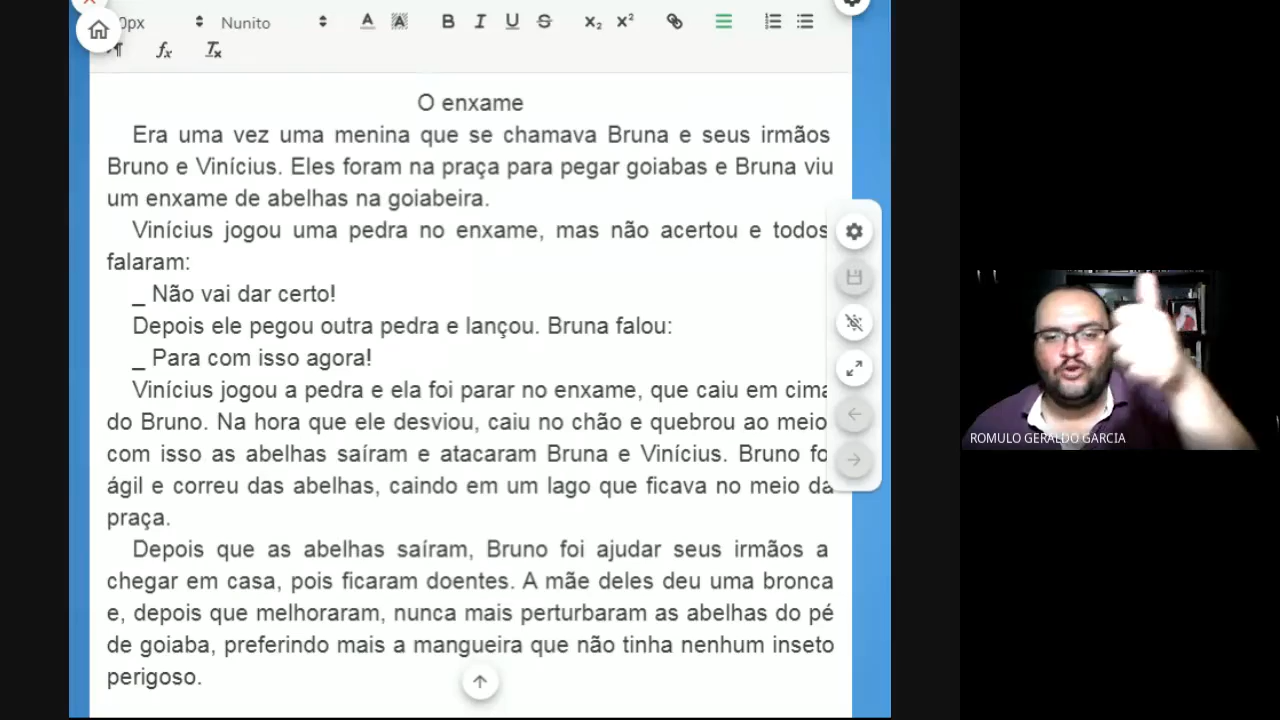 0px Nunito
O enxame
Era uma vez uma menina que se chamava Bruna e seus irmãos
Bruno e Vinícius. Eles foram na praça para pegar goiabas e Bruna viu
um enxame de abelhas na goiabeira.
Vinícius jogou uma pedra no enxame, mas não acertou e todos
falaram:
_ Não vai dar certo!
Depois ele pegou outra pedra e lançou. Bruna falou:
_ Para com isso agora!
Vinícius jogou a pedra e ela foi parar no enxame, que caiu em cima
do Bruno. Na hora que ele desviou, caiu no chão e quebrou ao meio
com isso as abelhas saíram e atacaram Bruna e Vinícius. Bruno fo
ágil e correu das abelhas, caindo em um lago que ficava no meio da
praça.
Depois que as abelhas saíram, Bruno foi ajudar seus irmãos a
chegar em casa, pois ficaram doentes. A mãe deles deu uma bronca
e, depois que melhoraram, nunca mais perturbaram as abelhas do pé
de goiaba, preferindo mais a mangueira que não tinha nenhum inseto
perigoso.
ROMULO GERALDO GARCIA